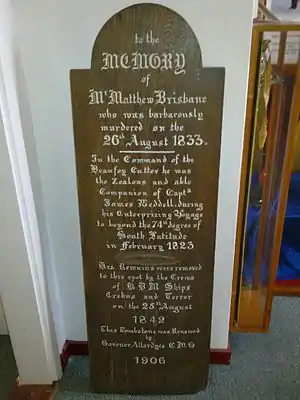 to the
MEMORY
of
Mr Matthew Brisbane
who was barbarously
murdered on the
26th August 1833.
In the Command of the
Beaufoy Cutter he was
the Zealous and able
Companion of Captn
James Weddell, during
his Enterprizing Voyage
to beyond the 74th degree of
South Latitude
in February 1823
His Remains were removed
to this spot by the Crews
of H B M Ships
Erebus and Terror
on the 25th August
1842
This Tombstone was Renewed
by
Governor Allardyce C M G
1906